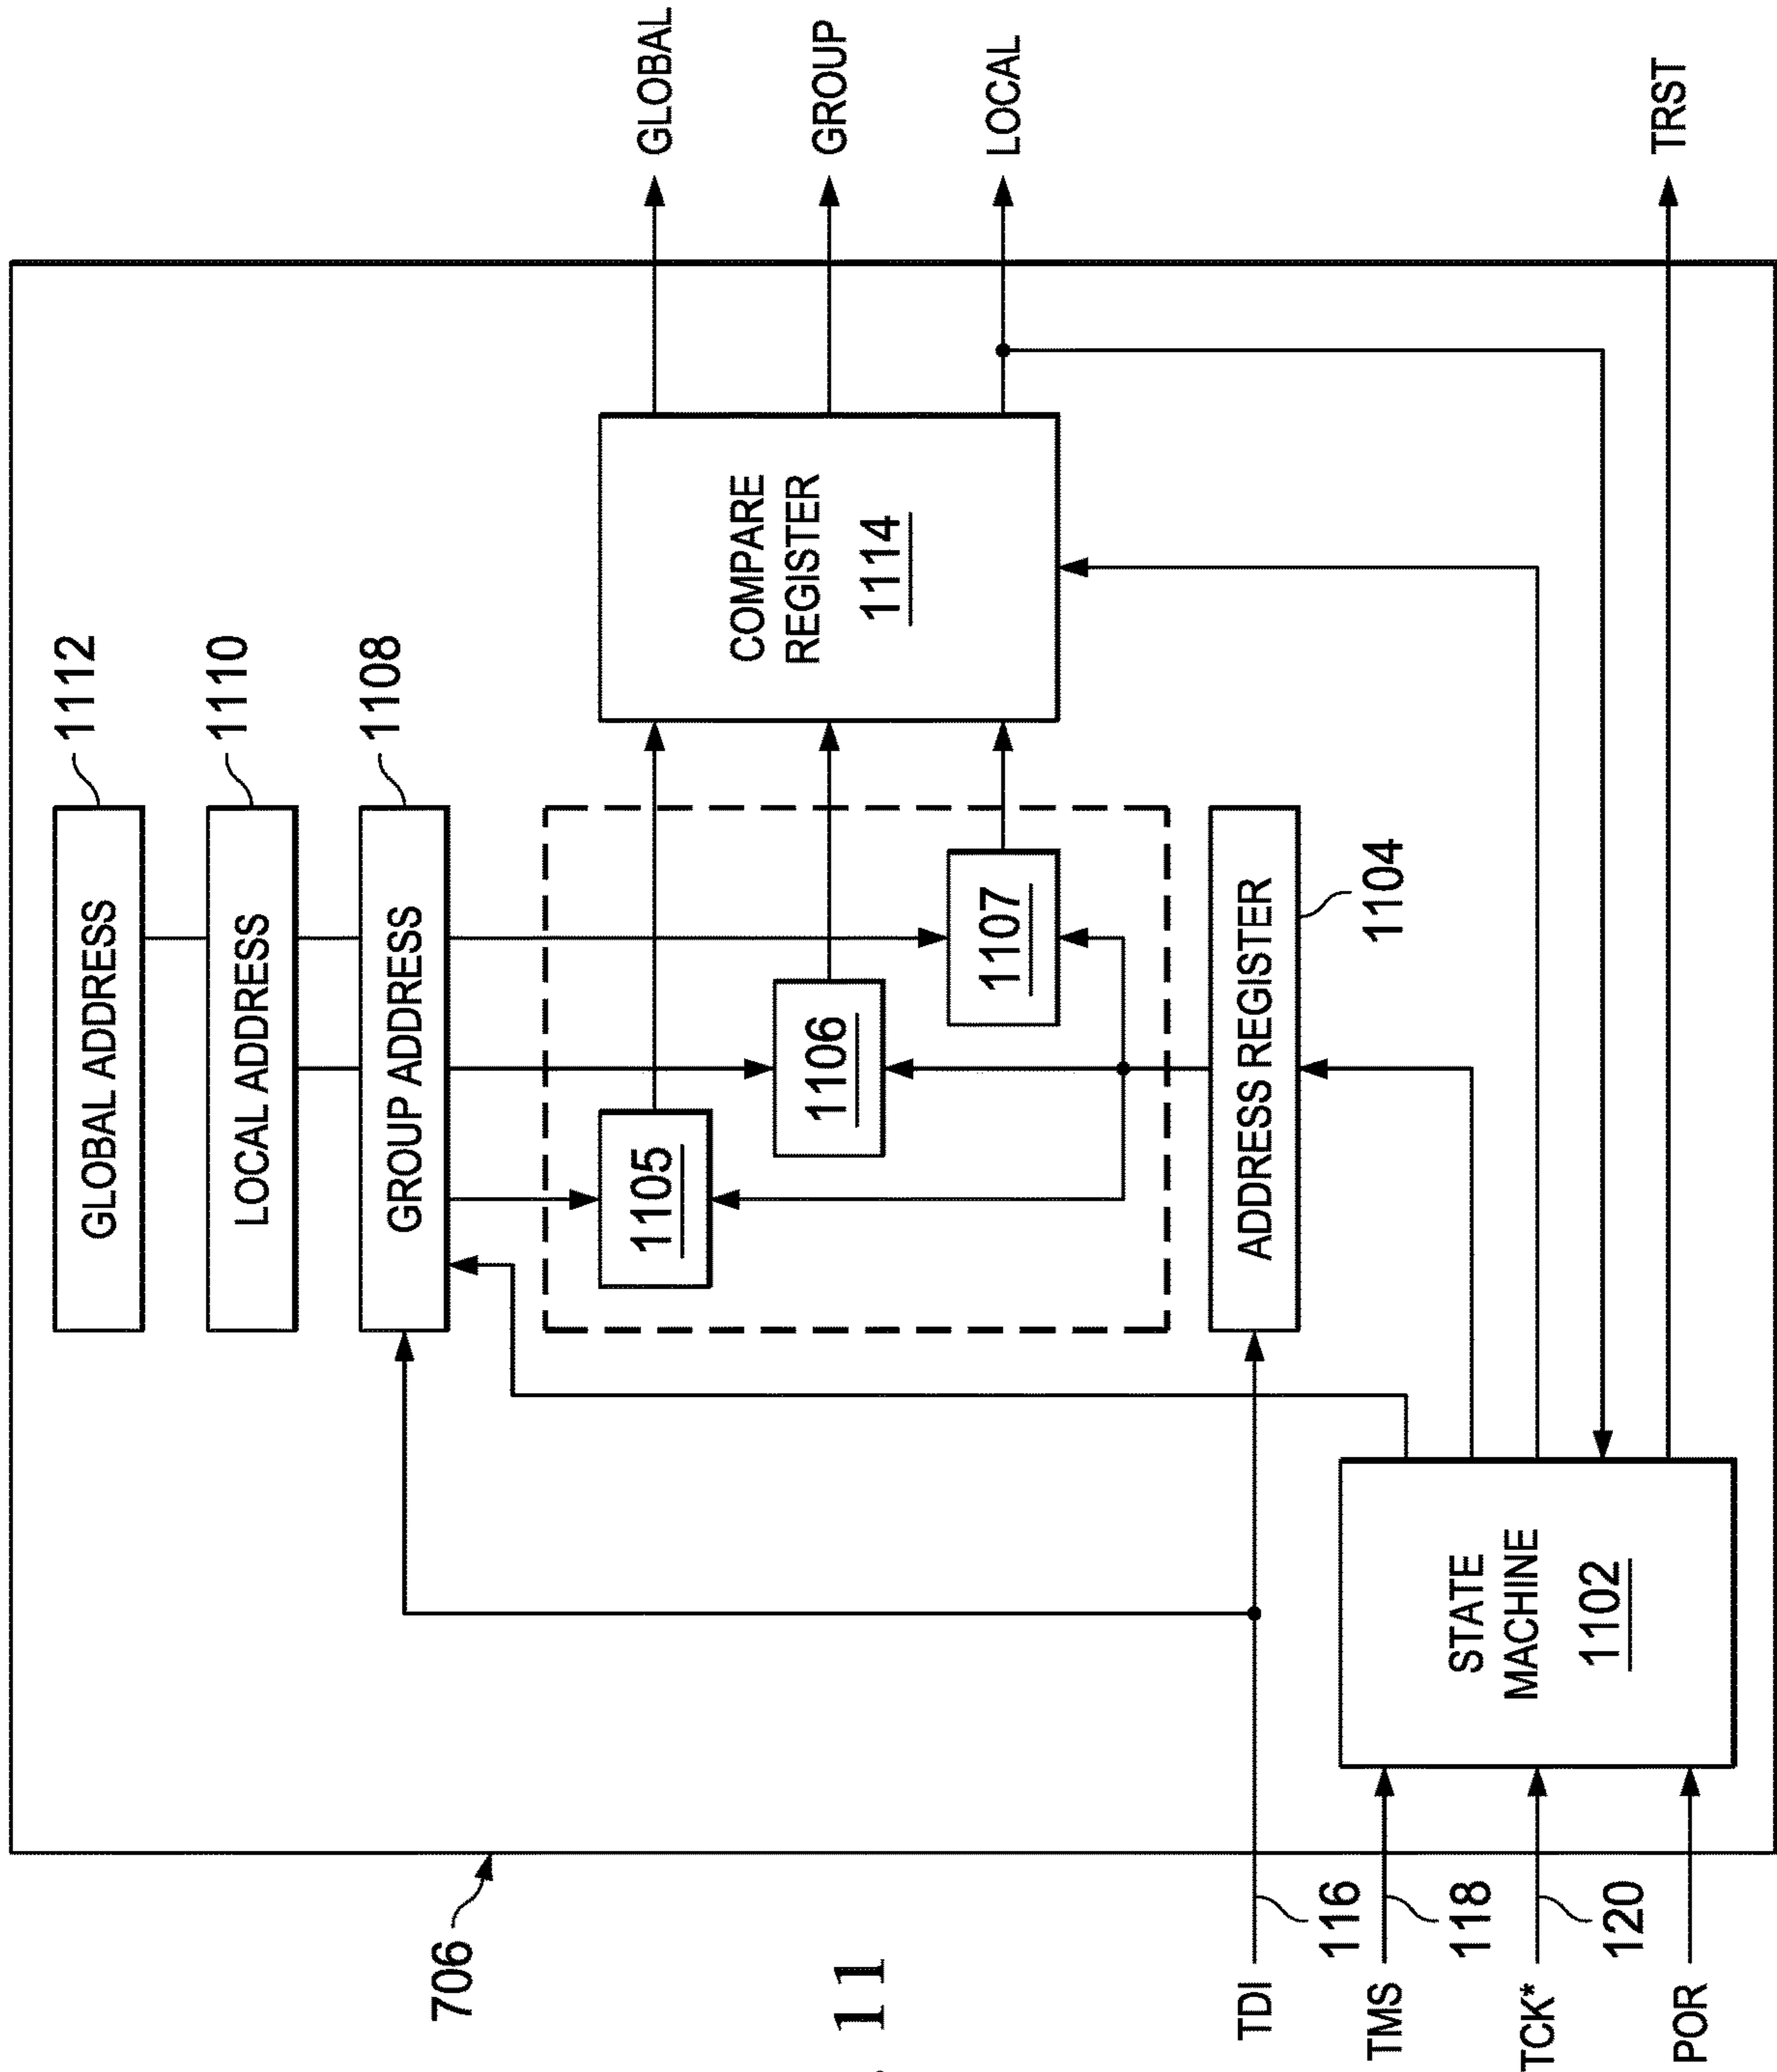 GLOBAL ADDRESS
1112
LOCAL ADDRESS
1110
GROUP ADDRESS
1108
706
1105
GLOBAL
COMPARE
REGISTER
1114
1106
GROUP
11
1107
LOCAL
TDI
116
ADDRESS REGISTER
1104
TMS
118
STATE
MACHINE
1102
TCK*
120
TRST
POR